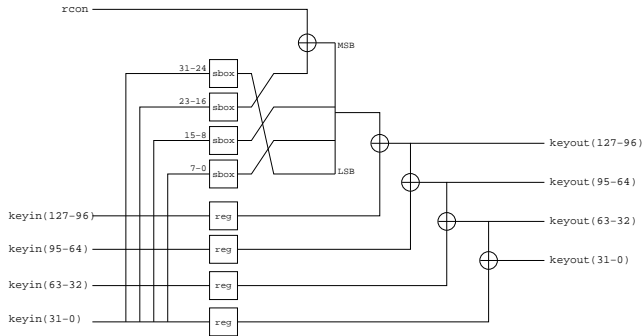 rcon
MSB
31-24
sbox
23-16
sbox
15-8
sbox
keyout(127-96)
7-0
sbox
LSB
keyout(95-64)
keyin(127-96)
reg
keyout(63-32)
keyin(95-64)
reg
keyout(31-0)
keyin(63-32)
reg
keyin(31-0)
reg